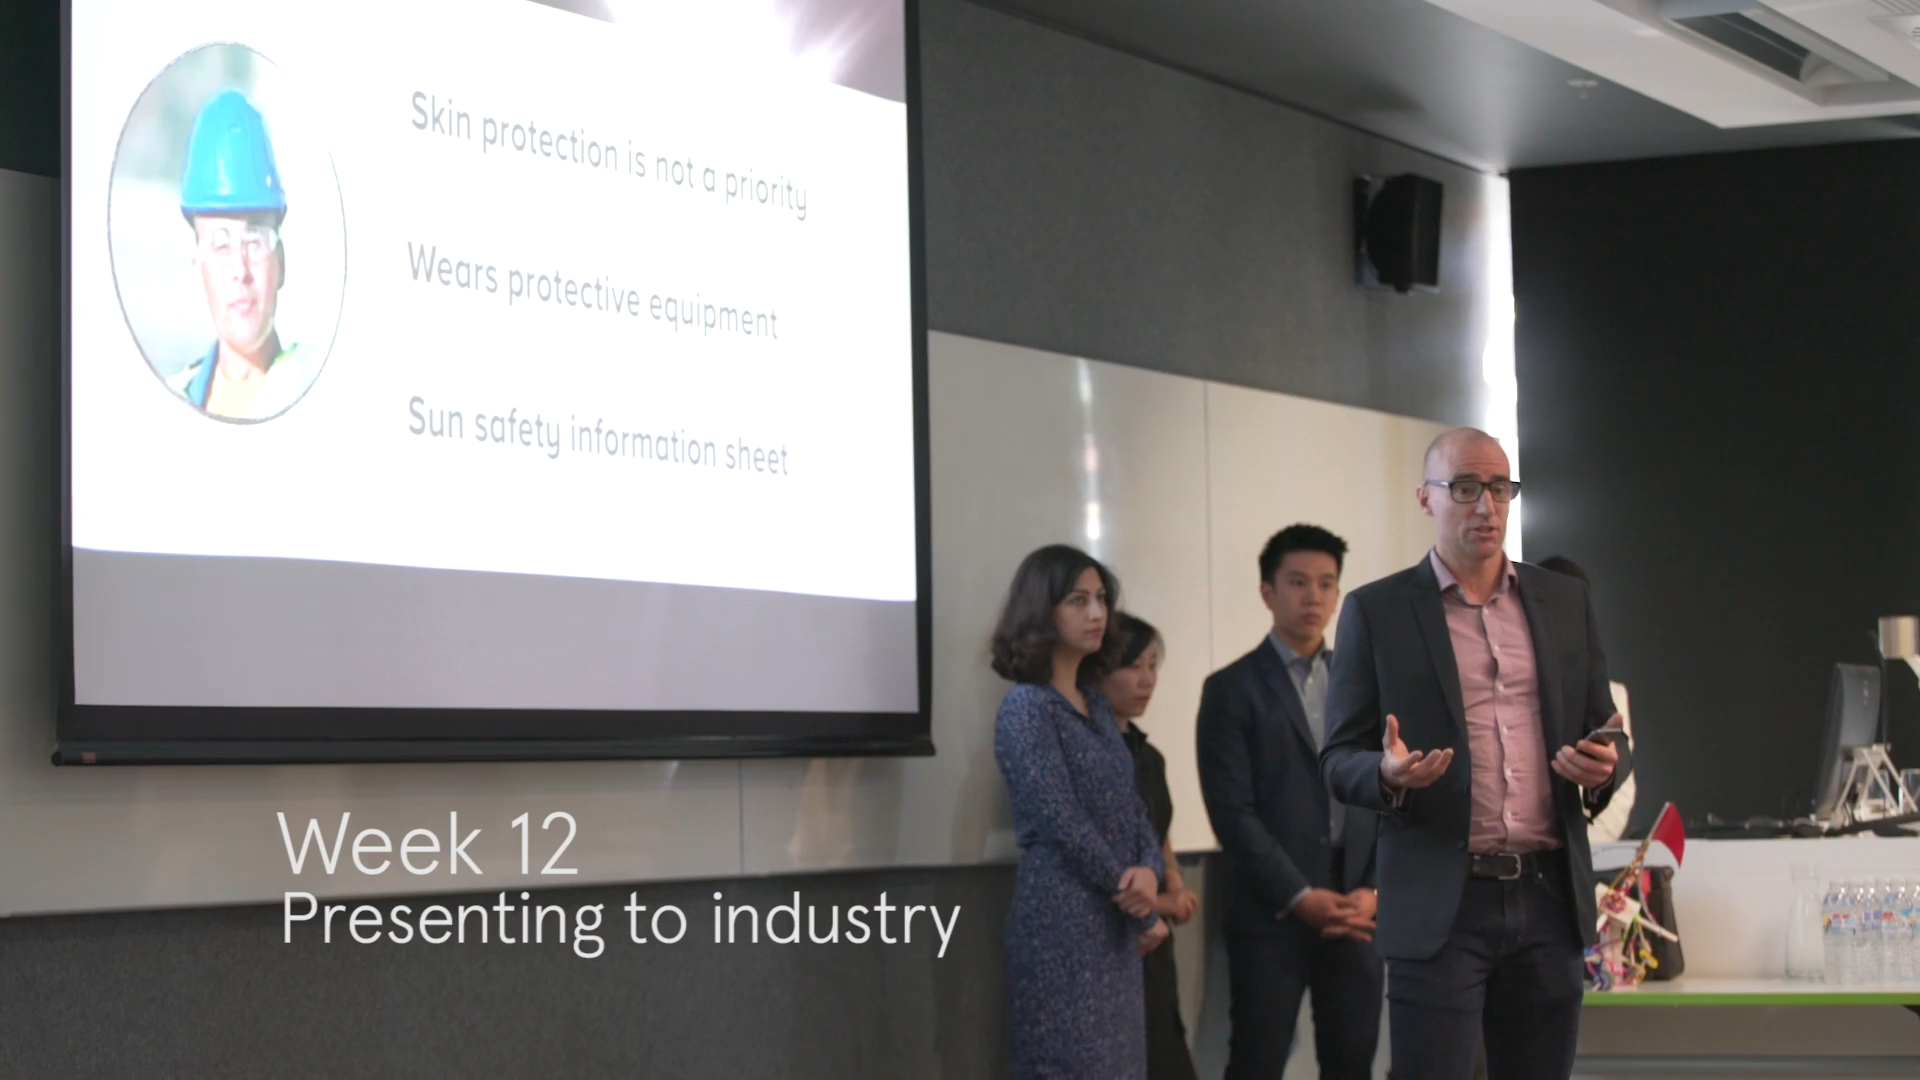 Skin protection is not a priority
Wears protective equipment
Sun safety information sheet
Week 12
Presenting to industry